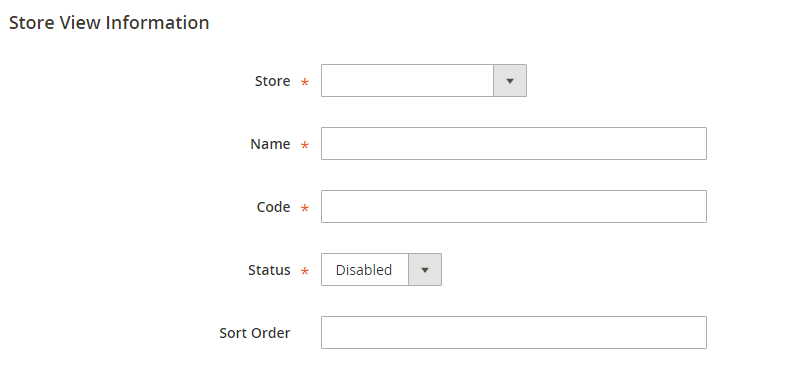 Store View Information
Store *
Name *
Code *
Status * Disabled
Sort Order